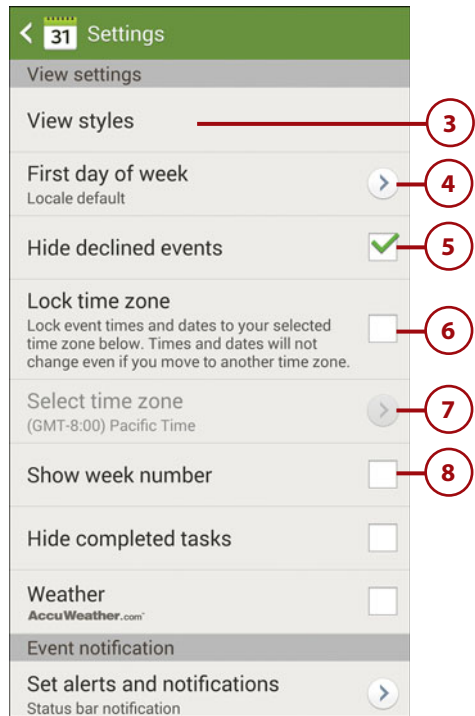 31 Settings
View settings
View styles
3
First day of week
Locale default
4
Hide declined events
5
Lock time zone
Lock event times and dates to your selected
time zone below. Times and dates will not
change even if you move to another time zone.
6
Select time zone
(GMT-8:00) Pacific Time
7
Show week number
8
Hide completed tasks
Weather
AccuWeather.com
Event notification
Set alerts and notifications
Status bar notification